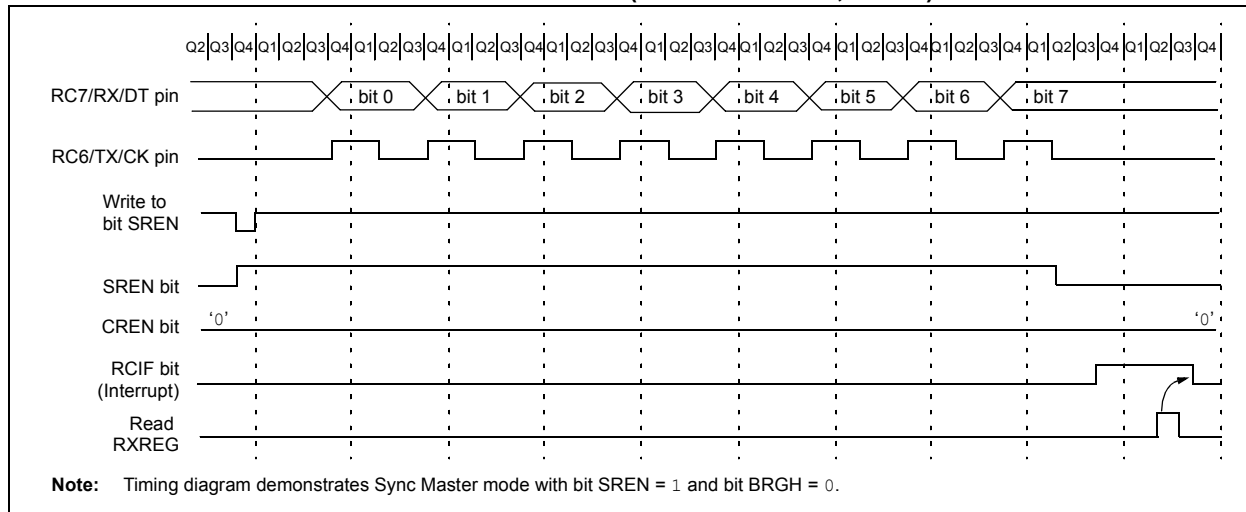 Q2 Q3 Q4 Q1 Q2 Q3 Q4 Q1 Q2 Q3 Q4 Q1 Q2 Q3 Q4 Q1 Q2 Q3 Q4 Q1 Q2 Q3 Q4 Q1 Q2 Q3 Q4 Q1 Q2 Q3 Q4 Q1 Q2 Q3 Q4 Q1 Q2 Q3 Q4 Q1 Q2 Q3 Q4
RC7/RX/DT pin bit 0 bit 1 bit 2 bit 3 bit 4 bit 5 bit 6 bit 7
RC6/TX/CK pin
Write to
bit SREN
SREN bit
CREN bit '0' '0'
RCIF bit
(Interrupt)
Read
RXREG
Note: Timing diagram demonstrates Sync Master mode with bit SREN = 1 and bit BRGH = 0.